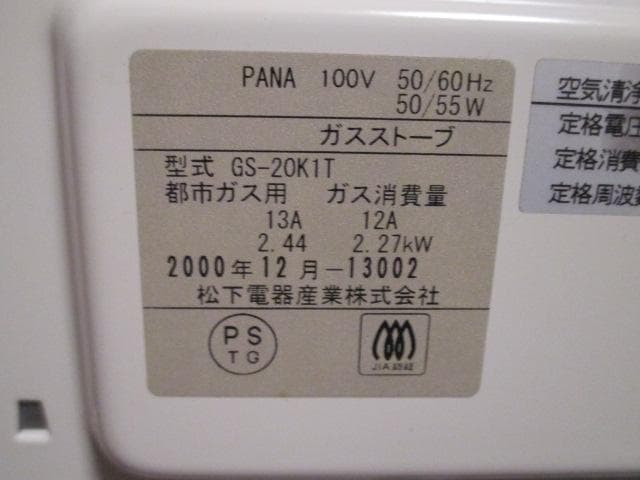 PANA 100V 50/60Hz
50/55W
ガスストーブ
型式 GS-20K1T
都市ガス用 ガス消費量
13A 12A
2.44 2.27kW
2000年12月-13002
松下電器産業株式会社
PS
TG
JIA
空気清浄
定格電圧
定格消費
定格周波数